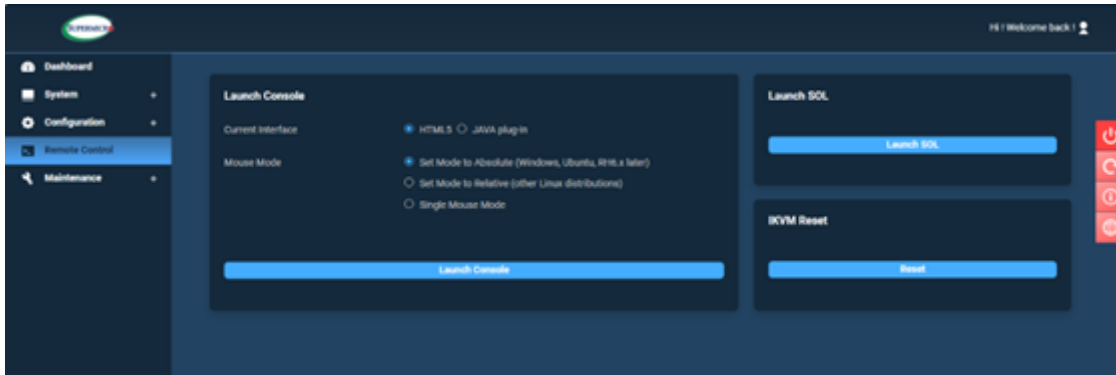 SUPERMICR
Hi ! Welcome back !
Dashboard
System +
Configuration +
Remote Control
Maintenance +
Launch Console
Current Interface
HTML5 JAVA plug-in
Mouse Mode
Set Mode to Absolute (Windows, Ubuntu, RH6.x later)
Set Mode to Relative (other Linux distributions)
Single Mouse Mode
Launch Console
Launch SOL
Launch SOL
IKVM Reset
Reset